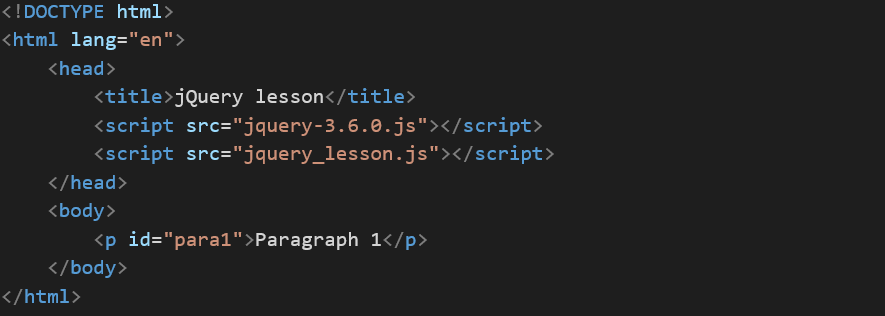 <!DOCTYPE html>
<html lang="en">
    <head>
        <title>jQuery lesson</title>
        <script src="jquery-3.6.0.js"></script>
        <script src="jquery_lesson.js"></script>
    </head>
    <body>
        <p id="para1">Paragraph 1</p>
    </body>
</html>